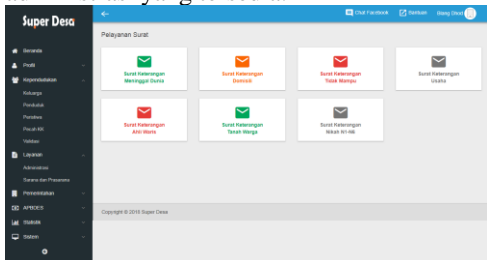 Super Desa
Chat Facebook
Bantuan
Beranda
Profil
Kependudukan
Keluarga
Penduduk
Peristiwa
Pecah KK
Validasi
Layanan
Administrasi
Sarana dan Prasarana
Pemerintahan
APBDES
Statistik
Sistem
Pelayanan Surat
Surat Keterangan
Meninggal Dunia
Surat Keterangan
Domisili
Surat Keterangan
Tidak Mampu
Surat Keterangan
Usaha
Surat Keterangan
Ahli Waris
Surat Keterangan
Tanah Warga
Surat Keterangan
Nikah N1-N6
Copyright © 2016 Super Desa